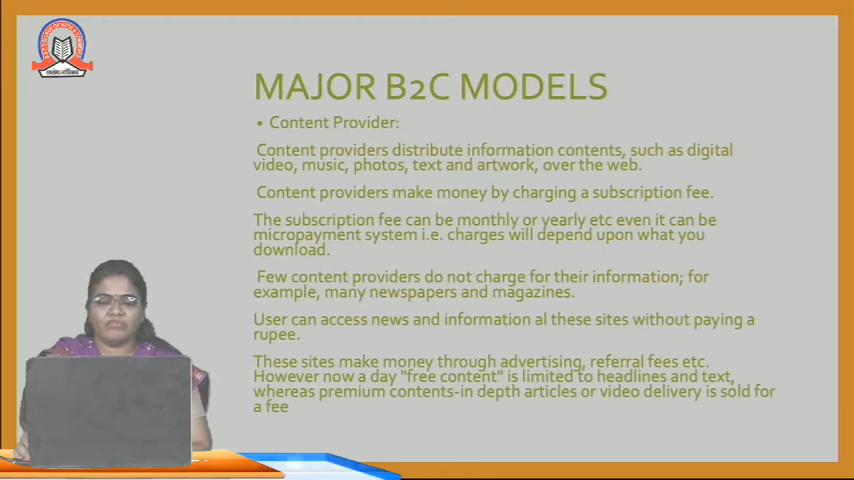 MAJOR B2C MODELS
• Content Provider:
Content providers distribute information contents, such as digital
video, music, photos, text and artwork, over the web.
Content providers make money by charging a subscription fee.
The subscription fee can be monthly or yearly etc even it can be
micropayment system i.e. charges will depend upon what you
download.
Few content providers do not charge for their information; for
example, many newspapers and magazines.
User can access news and information al these sites without paying a
rupee.
These sites make money through advertising, referral fees etc.
However now a day "free content" is limited to headlines and text,
whereas premium contents-in depth articles or video delivery is sold for
a fee